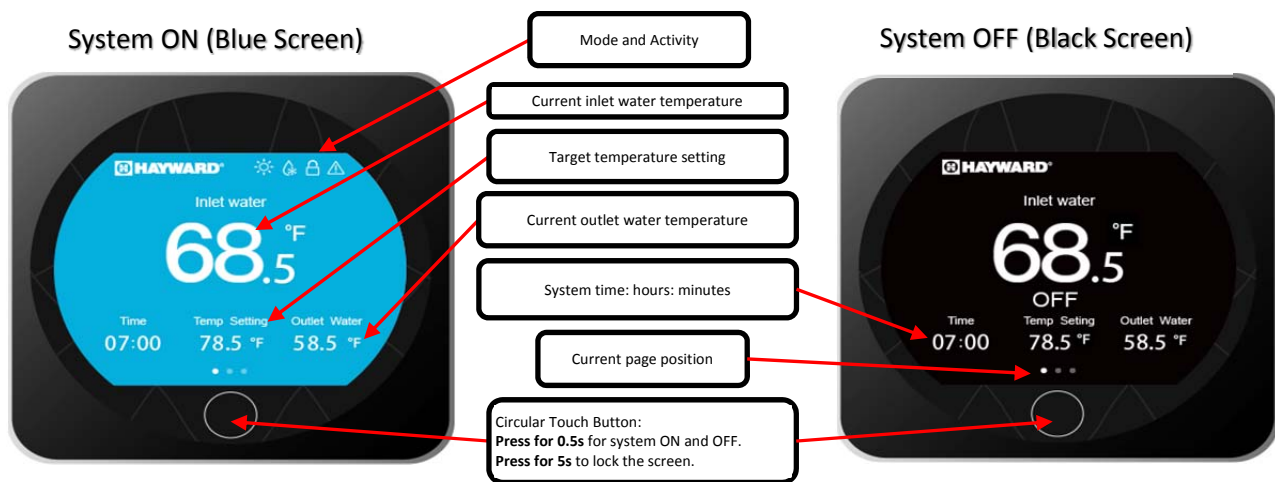 System ON (Blue Screen)
HAYWARD®
Inlet water
68.5 °F
Time Temp Setting Outlet Water
07:00 78.5 °F 58.5 °F
Mode and Activity
Current inlet water temperature
Target temperature setting
Current outlet water temperature
System time: hours: minutes
Current page position
Circular Touch Button:
Press for 0.5s for system ON and OFF.
Press for 5s to lock the screen.
System OFF (Black Screen)
HAYWARD®
Inlet water
68.5 °F
OFF
Time Temp Seting Outlet Water
07:00 78.5 °F 58.5 °F